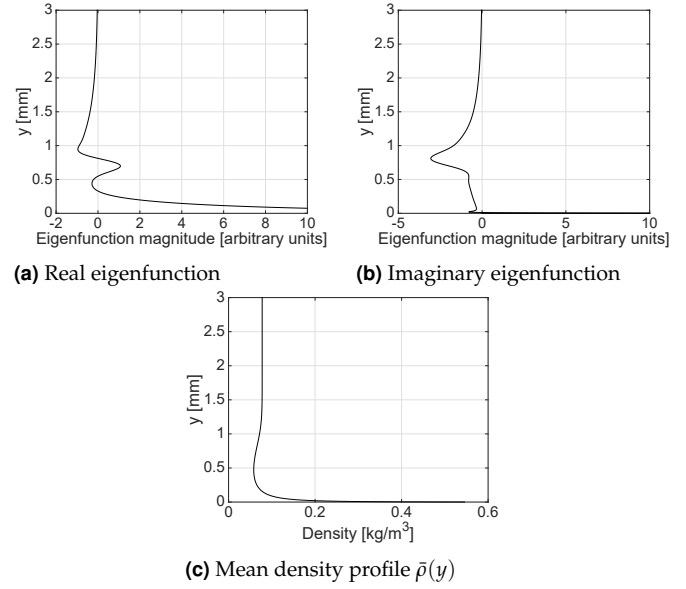 3
2.5
2
1.5
1
0.5
0
y [mm]
-2 0 2 4 6 8 10
Eigenfunction magnitude [arbitrary units]
(a) Real eigenfunction
3
2.5
2
1.5
1
0.5
0
y [mm]
-5 0 5 10
Eigenfunction magnitude [arbitrary units]
(b) Imaginary eigenfunction
3
2.5
2
1.5
1
0.5
0
y [mm]
0 0.2 0.4 0.6
Density [kg/m³]
(c) Mean density profile ρ̄(y)